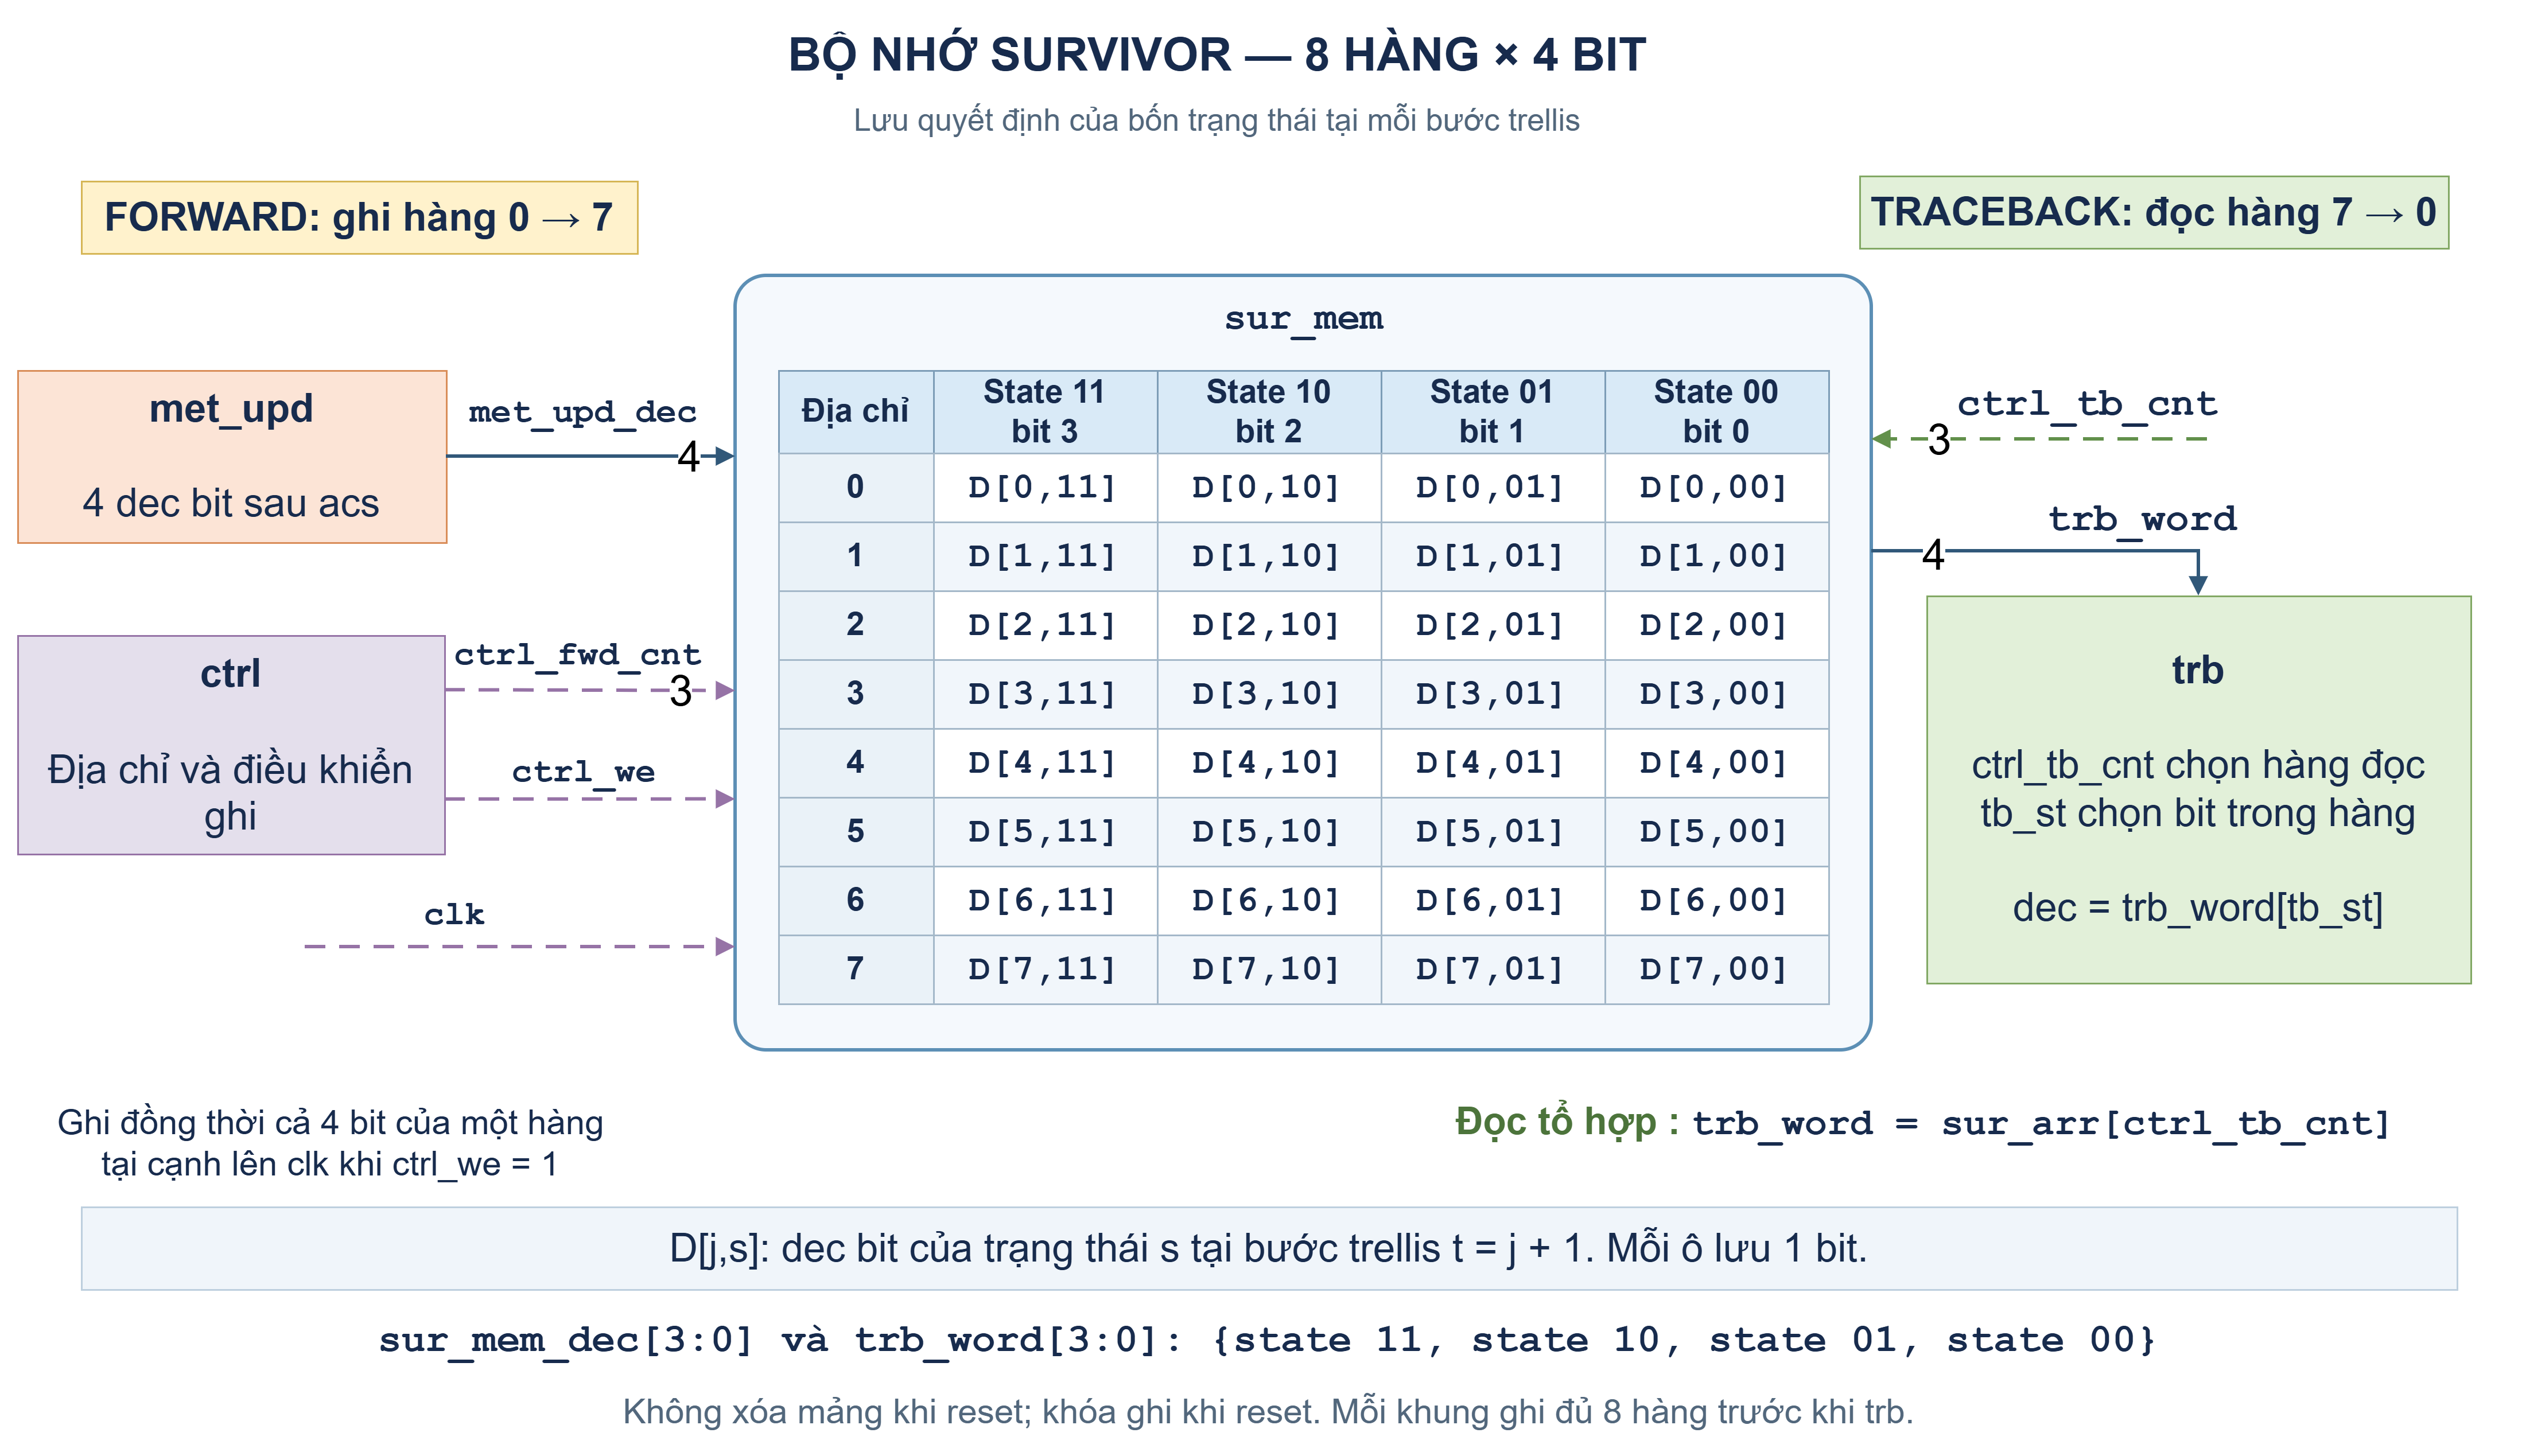 BỘ NHỚ SURVIVOR — 8 HÀNG × 4 BIT
Lưu quyết định của bốn trạng thái tại mỗi bước trellis
FORWARD: ghi hàng 0 → 7
TRACEBACK: đọc hàng 7 → 0
sur_mem
met_upd
4 dec bit sau acs
met_upd_dec
4
ctrl
Địa chỉ và điều khiển
ghi
ctrl_fwd_cnt
3
ctrl_we
clk
Địa chỉ
State 11
bit 3
State 10
bit 2
State 01
bit 1
State 00
bit 0
0 D[0,11] D[0,10] D[0,01] D[0,00]
1 D[1,11] D[1,10] D[1,01] D[1,00]
2 D[2,11] D[2,10] D[2,01] D[2,00]
3 D[3,11] D[3,10] D[3,01] D[3,00]
4 D[4,11] D[4,10] D[4,01] D[4,00]
5 D[5,11] D[5,10] D[5,01] D[5,00]
6 D[6,11] D[6,10] D[6,01] D[6,00]
7 D[7,11] D[7,10] D[7,01] D[7,00]
ctrl_tb_cnt
3
trb_word
4
trb
ctrl_tb_cnt chọn hàng đọc
tb_st chọn bit trong hàng
dec = trb_word[tb_st]
Ghi đồng thời cả 4 bit của một hàng
tại cạnh lên clk khi ctrl_we = 1
Đọc tổ hợp : trb_word = sur_arr[ctrl_tb_cnt]
D[j,s]: dec bit của trạng thái s tại bước trellis t = j + 1. Mỗi ô lưu 1 bit.
sur_mem_dec[3:0] và trb_word[3:0]: {state 11, state 10, state 01, state 00}
Không xóa mảng khi reset; khóa ghi khi reset. Mỗi khung ghi đủ 8 hàng trước khi trb.